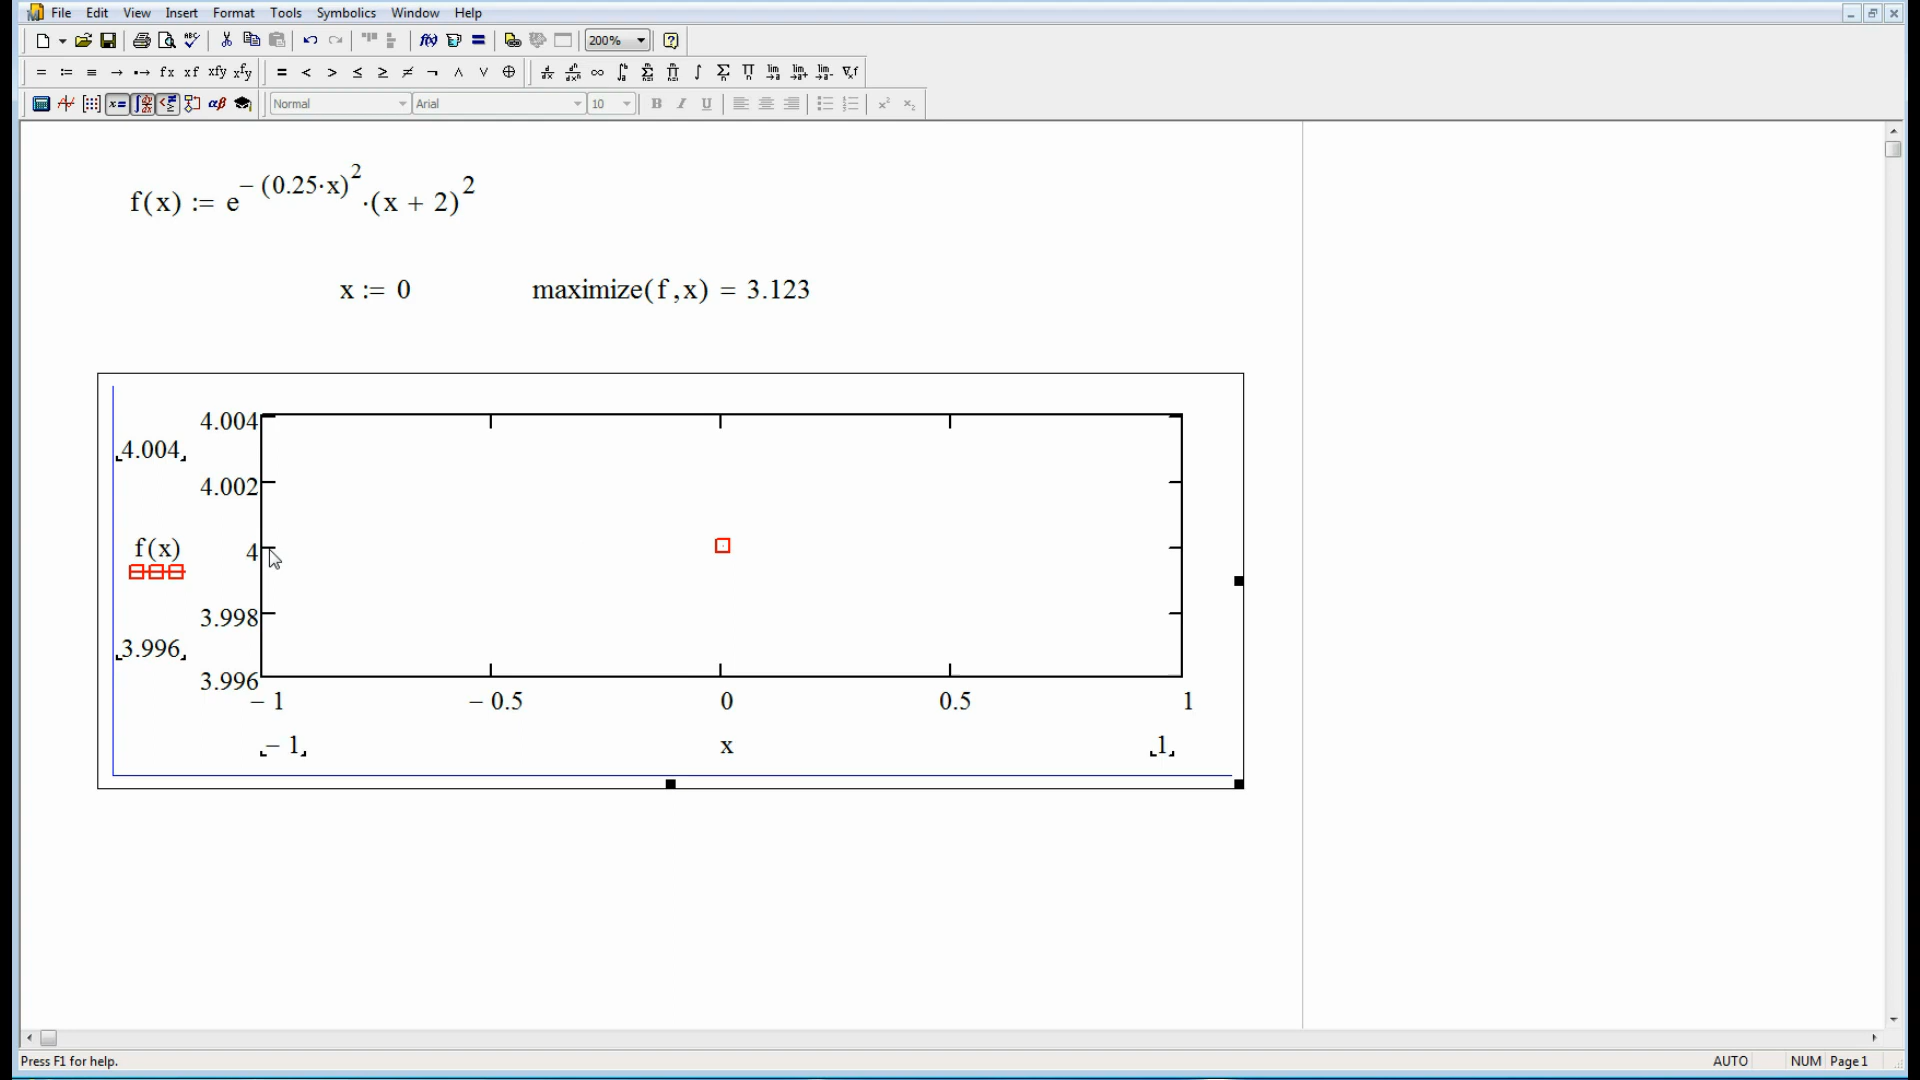 File Edit View Insert Format Tools Symbolics Window Help
200%
Normal Arial 10 B I U
f(x) := e^-(0.25·x)^2·(x + 2)^2
x := 0 maximize(f,x) = 3.123
4.004
4.004
4.002
f(x)
4
3.998
3.996
3.996
-1 -0.5 0 0.5 1
-1 x 1
Press F1 for help. AUTO NUM Page 1